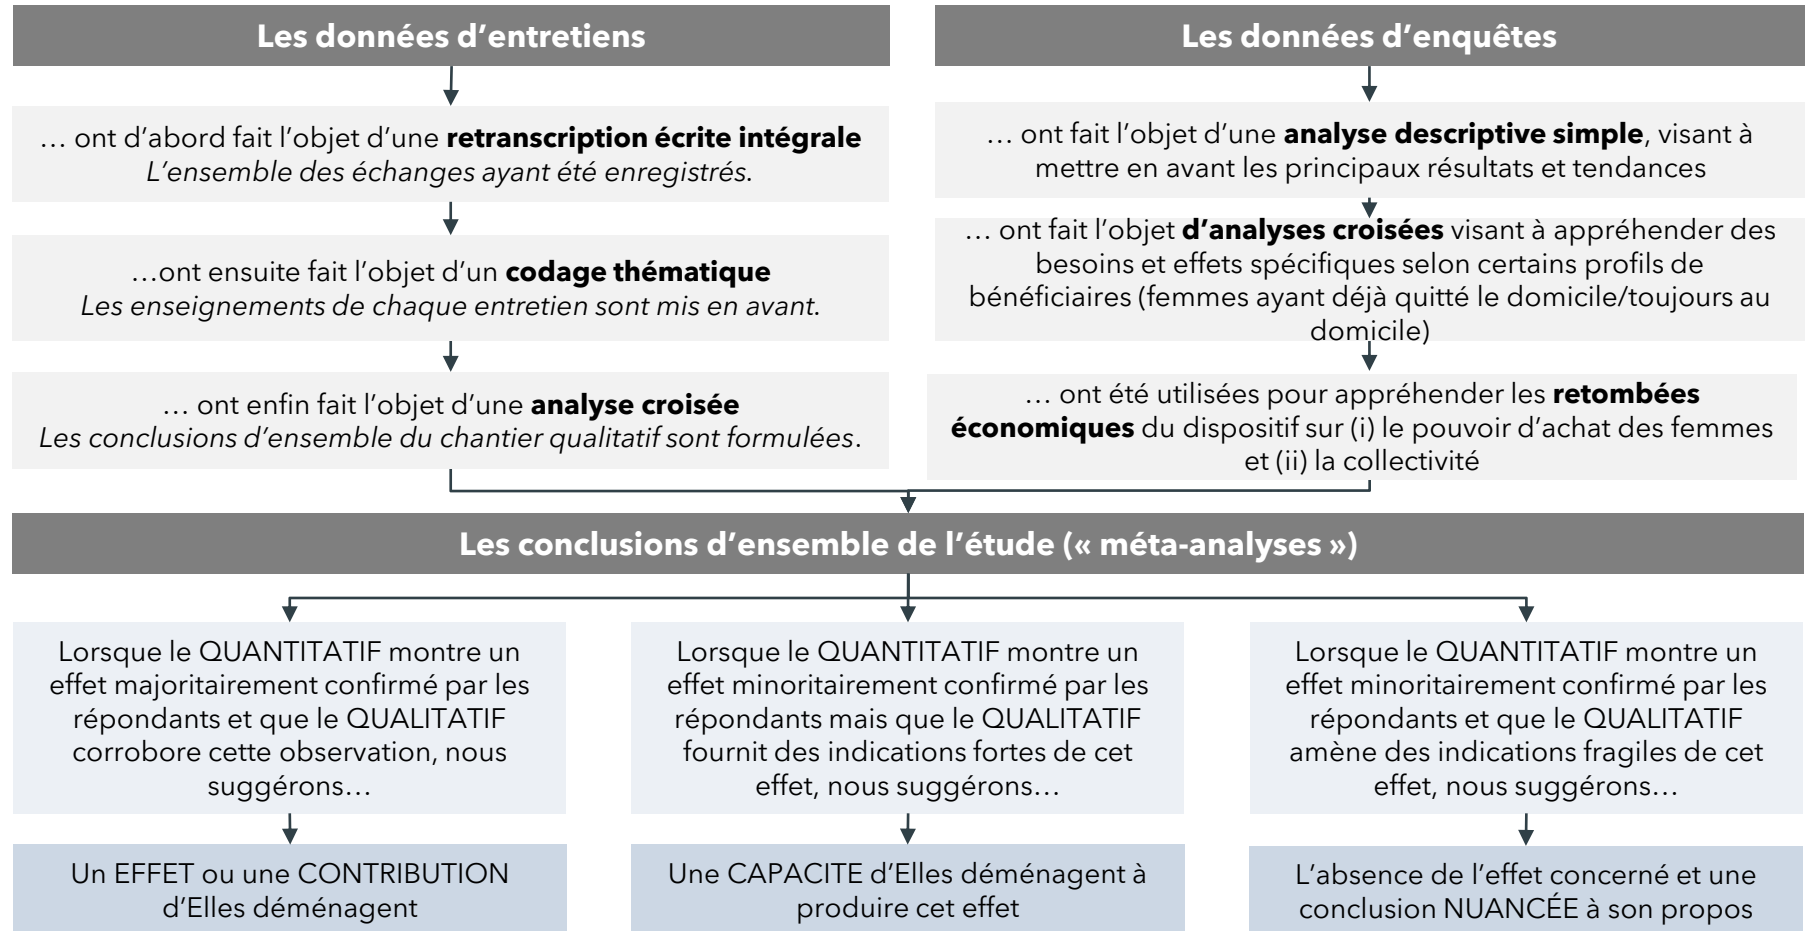 Les données d’entretiens
… ont d’abord fait l’objet d’une retranscription écrite intégrale
L’ensemble des échanges ayant été enregistrés.
…ont ensuite fait l’objet d’un codage thématique
Les enseignements de chaque entretien sont mis en avant.
… ont enfin fait l’objet d’une analyse croisée
Les conclusions d’ensemble du chantier qualitatif sont formulées.
Les données d’enquêtes
… ont fait l’objet d’une analyse descriptive simple, visant à
mettre en avant les principaux résultats et tendances
… ont fait l’objet d’analyses croisées visant à appréhender des
besoins et effets spécifiques selon certains profils de
bénéficiaires (femmes ayant déjà quitté le domicile/toujours au
domicile)
… ont été utilisées pour appréhender les retombées
économiques du dispositif sur (i) le pouvoir d’achat des femmes
et (ii) la collectivité
Les conclusions d’ensemble de l’étude (« méta-analyses »)
Lorsque le QUANTITATIF montre un
effet majoritairement confirmé par les
répondants et que le QUALITATIF
corrobore cette observation, nous
suggérons…
Un EFFET ou une CONTRIBUTION
d’Elles déménagent
Lorsque le QUANTITATIF montre un
effet minoritairement confirmé par les
répondants mais que le QUALITATIF
fournit des indications fortes de cet
effet, nous suggérons…
Une CAPACITE d’Elles déménagent à
produire cet effet
Lorsque le QUANTITATIF montre un
effet minoritairement confirmé par les
répondants et que le QUALITATIF
amène des indications fragiles de cet
effet, nous suggérons…
L’absence de l’effet concerné et une
conclusion NUANCÉE à son propos